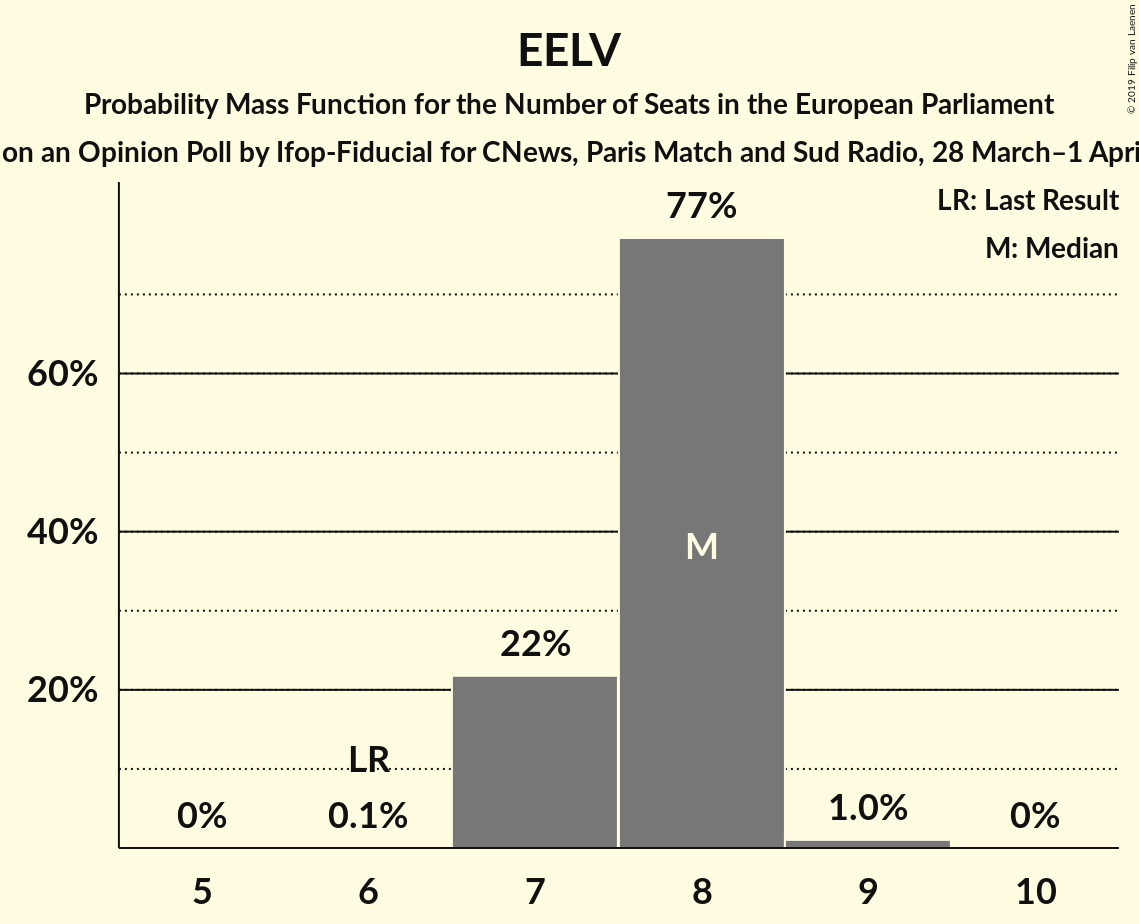 EELV
Probability Mass Function for the Number of Seats in the European Parliament
on an Opinion Poll by Ifop-Fiducial for CNews, Paris Match and Sud Radio, 28 March–1 Apri
© 2019 Filip van Laenen
LR: Last Result
M: Median
77%
60%
40%
M
22%
20%
LR
0%
0.1%
1.0%
0%
5
6
7
8
9
10